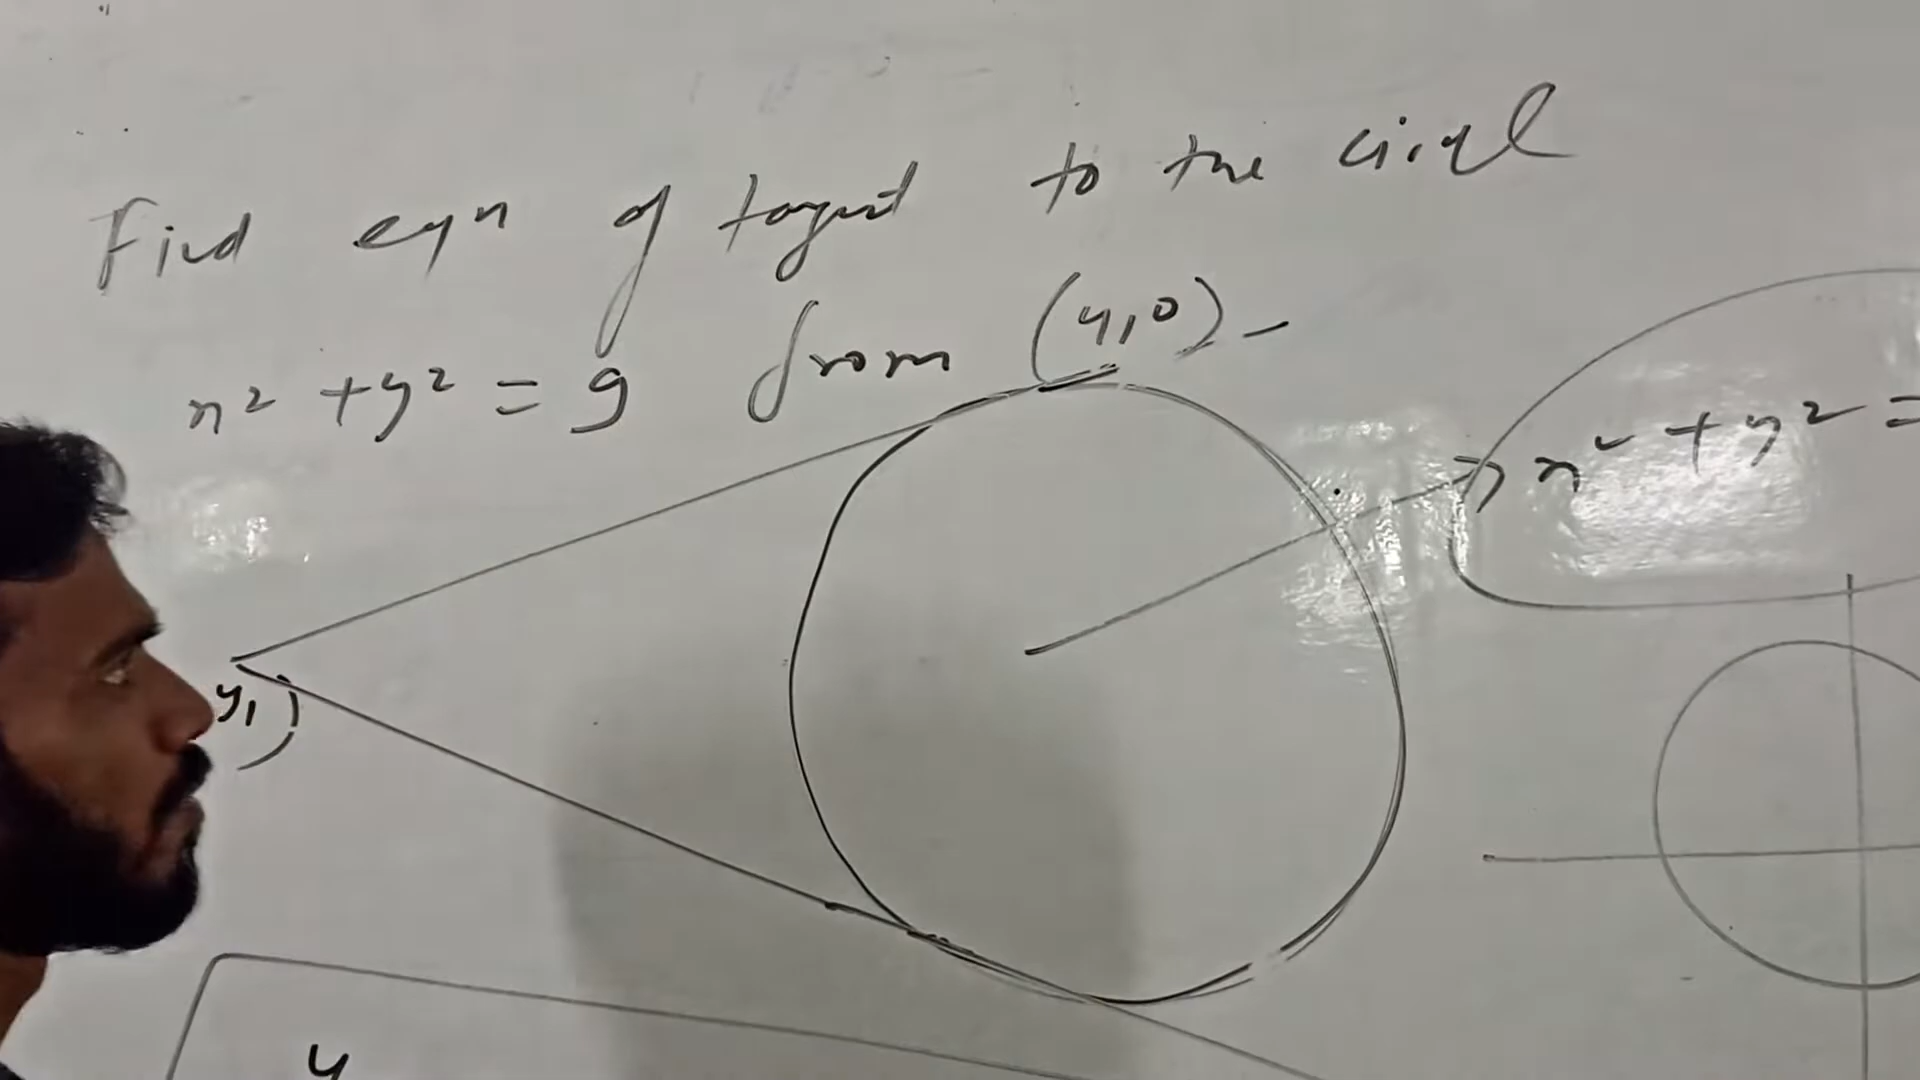 Find eqn of tangent to the circle
x² + y² = 9 from (4,0) -
x² + y² =
y₁)
y